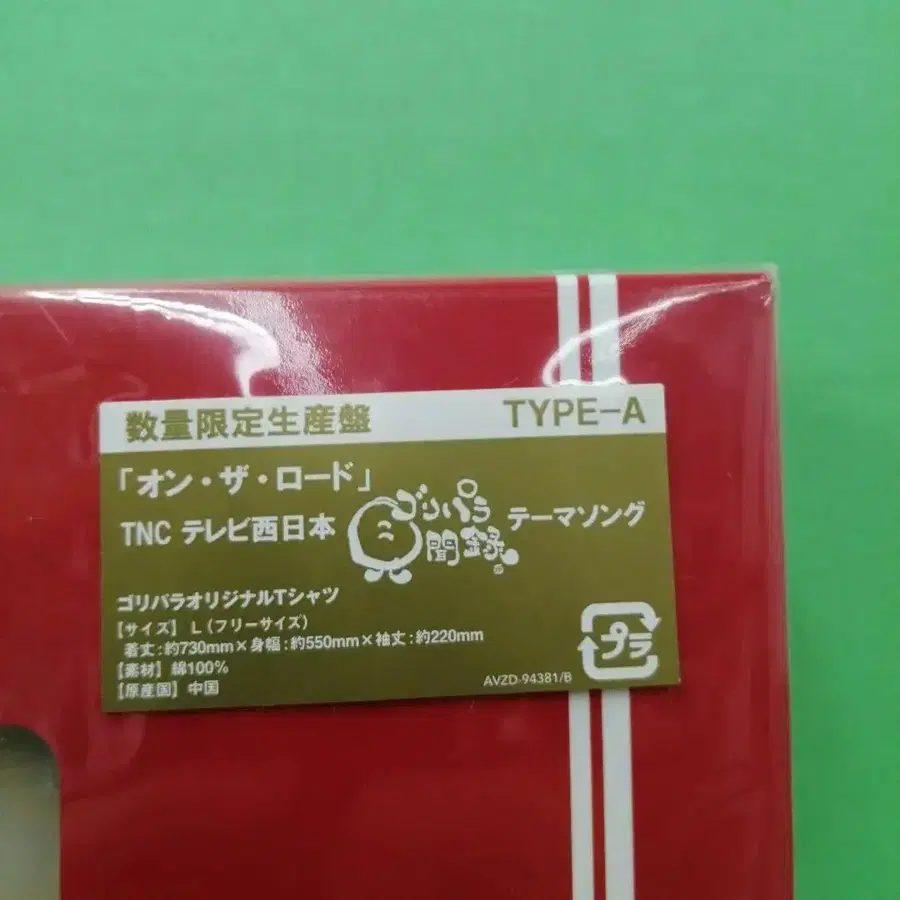 数量限定生産盤 TYPE-A
「オン・ザ・ロード」
TNC テレビ西日本 ゴリパラ見聞録。 テーマソング
ゴリパラオリジナルTシャツ
【サイズ】 L（フリーサイズ）
着丈：約730mm×身幅：約550mm×袖丈：約220mm
【素材】 綿100%
【原産国】 中国
プラ
AVZD-94381/B